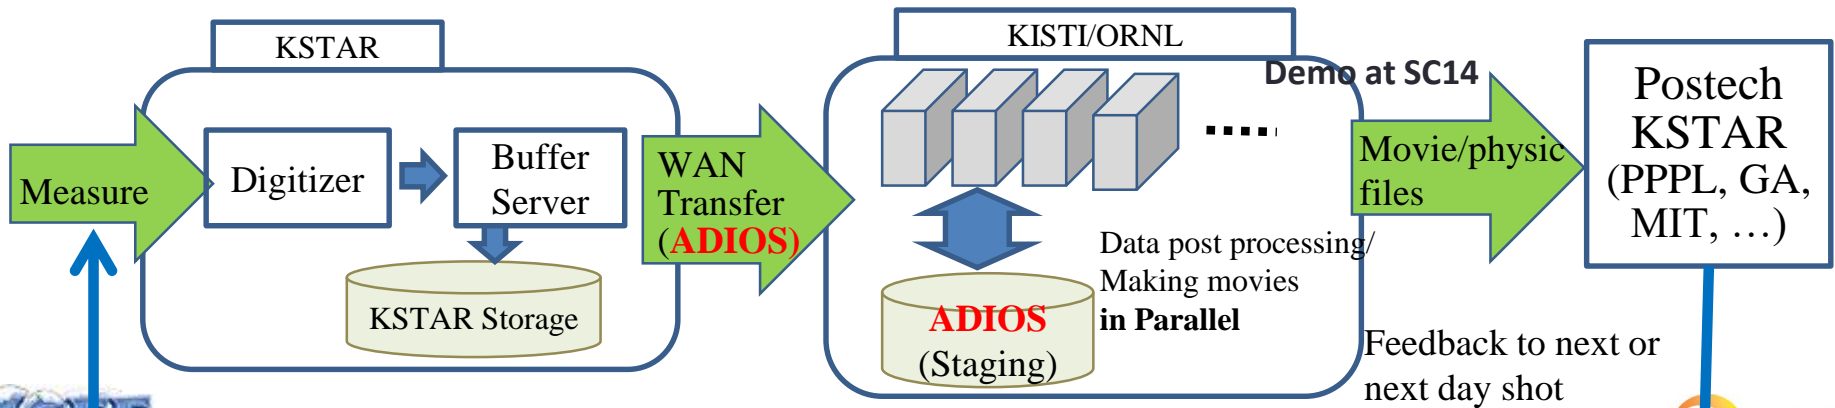 KSTAR
Measure
Digitizer
Buffer
Server
KSTAR Storage
WAN
Transfer
(ADIOS)
KISTI/ORNL
Demo at SC14
......
ADIOS
(Staging)
Data post processing/
Making movies
in Parallel
Movie/physic
files
Postech
KSTAR
(PPPL, GA,
MIT, …)
Feedback to next or
next day shot